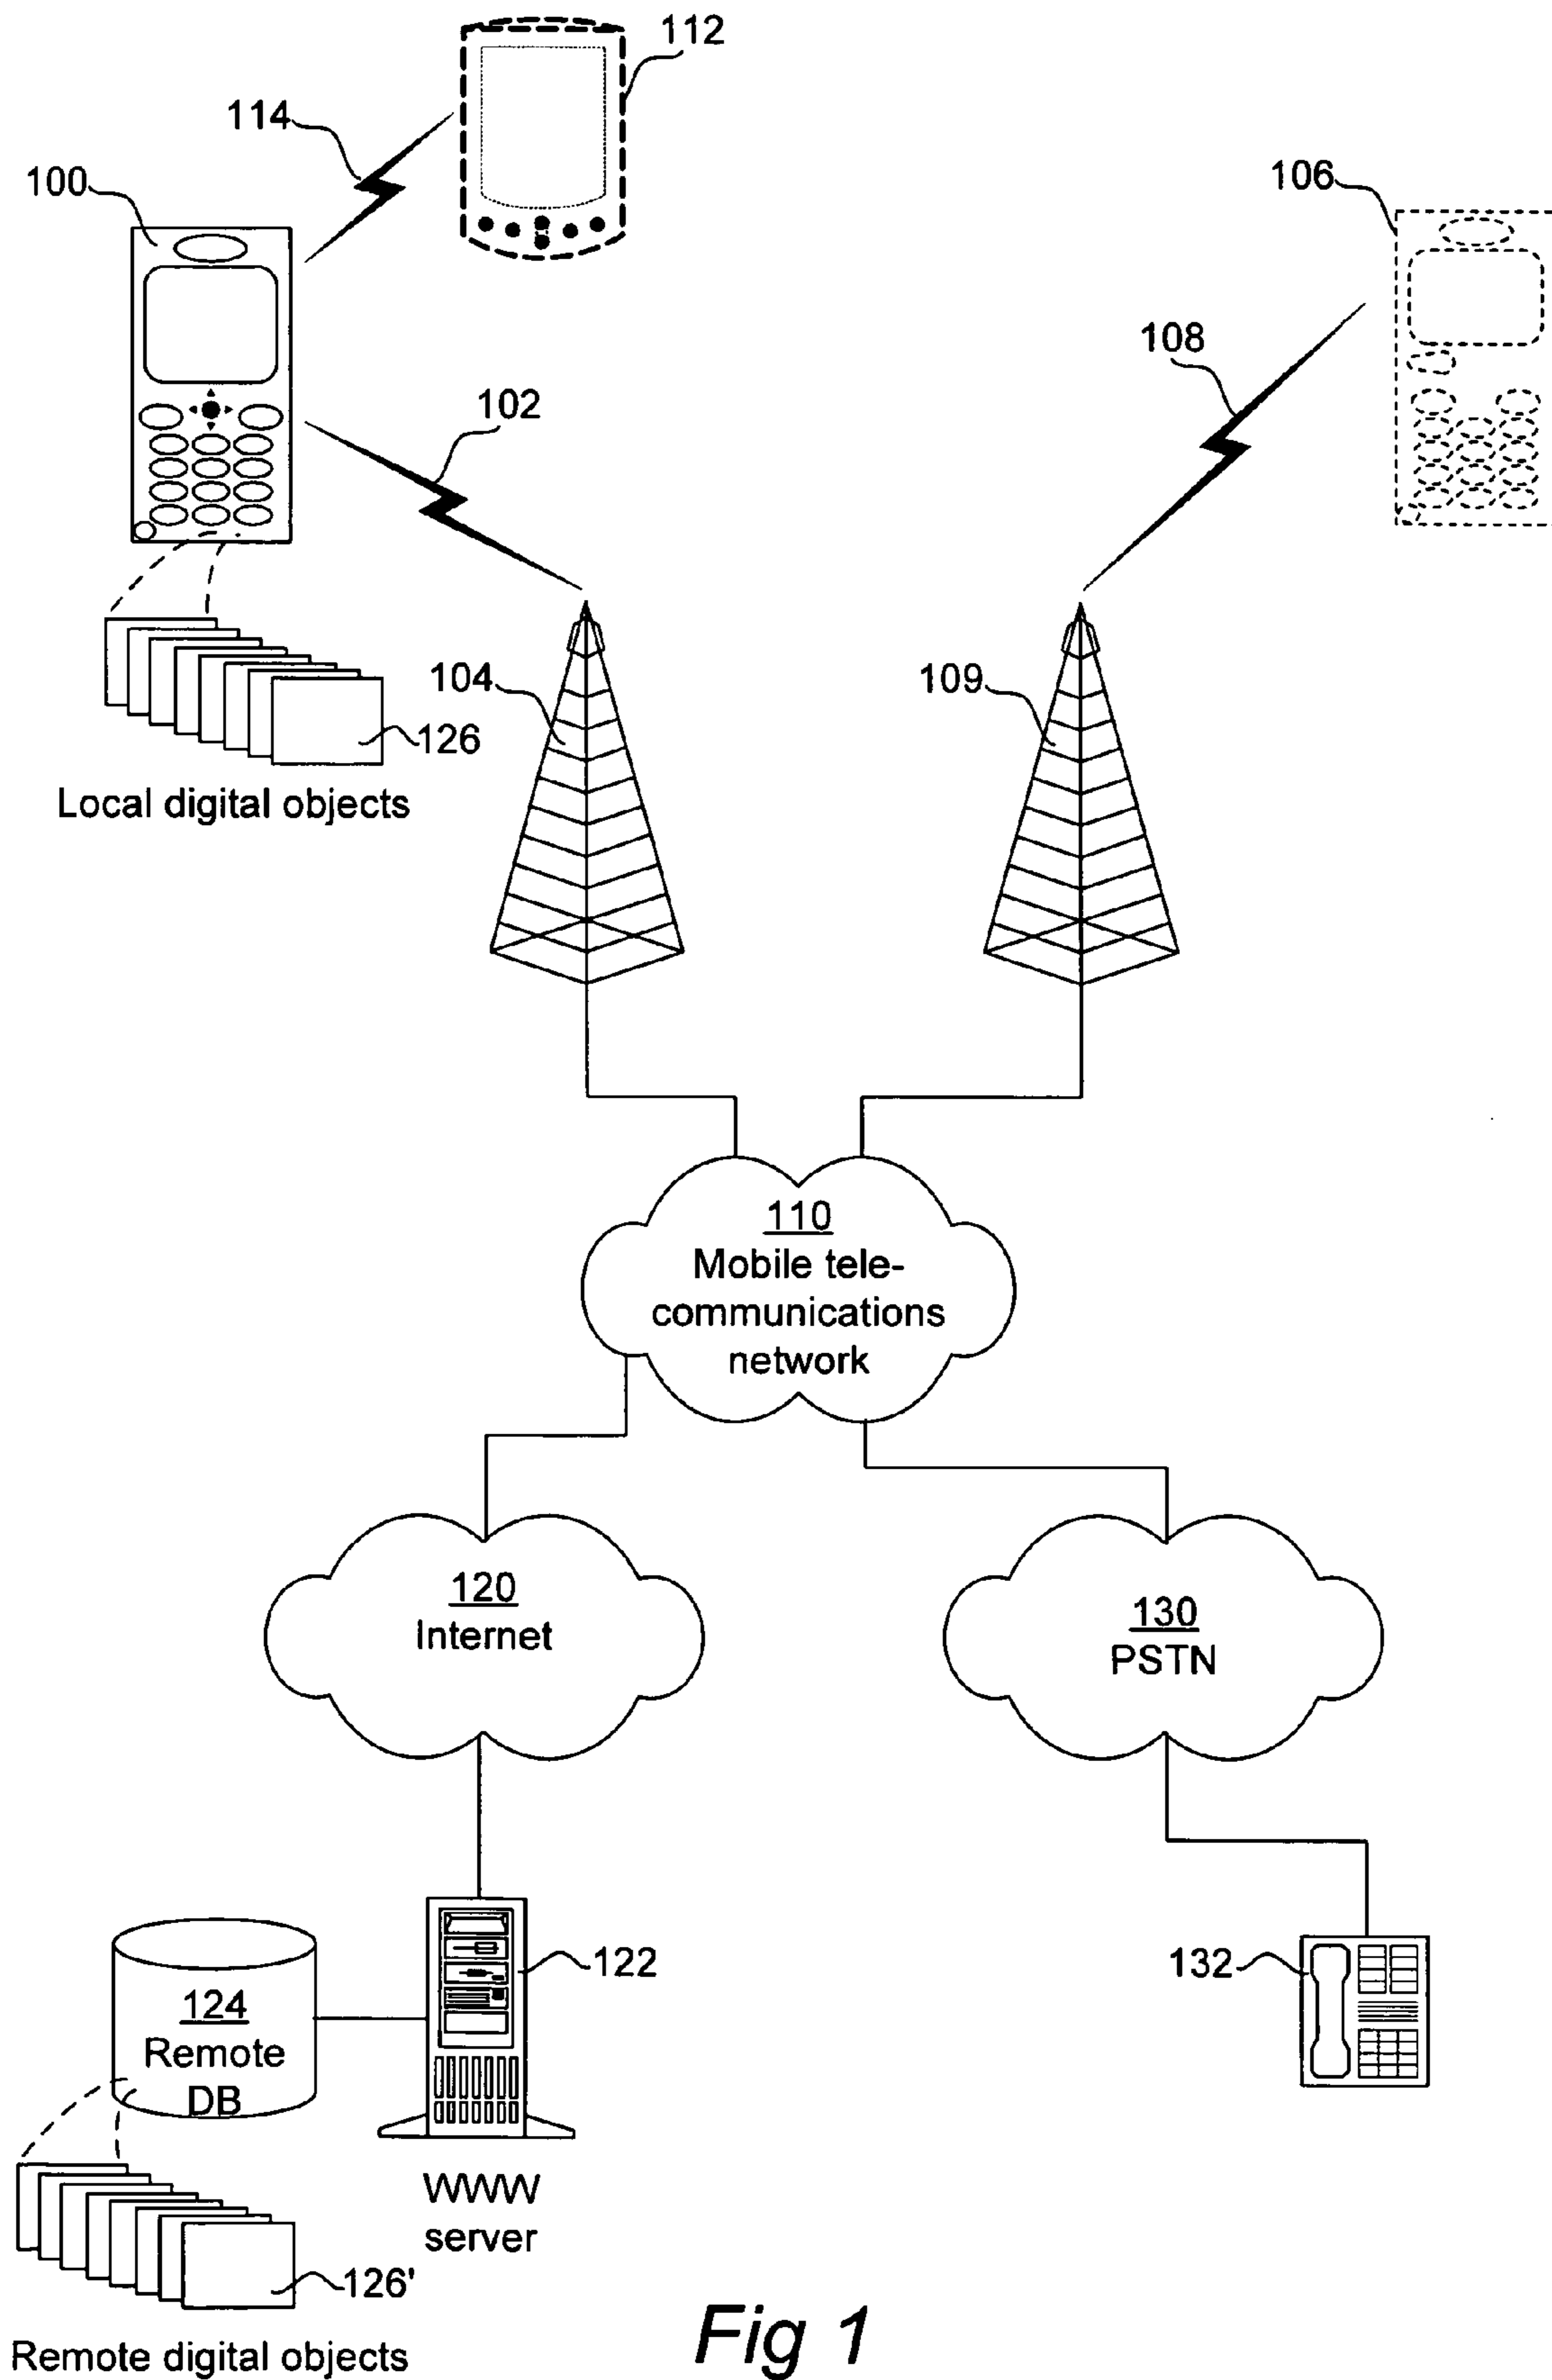 112
114
100
106
108
102
104
109
126
Local digital objects
110
Mobile tele-
communications
network
120
Internet
130
PSTN
122
132
124
Remote
DB
WWW
server
126'
Remote digital objects
Fig 1